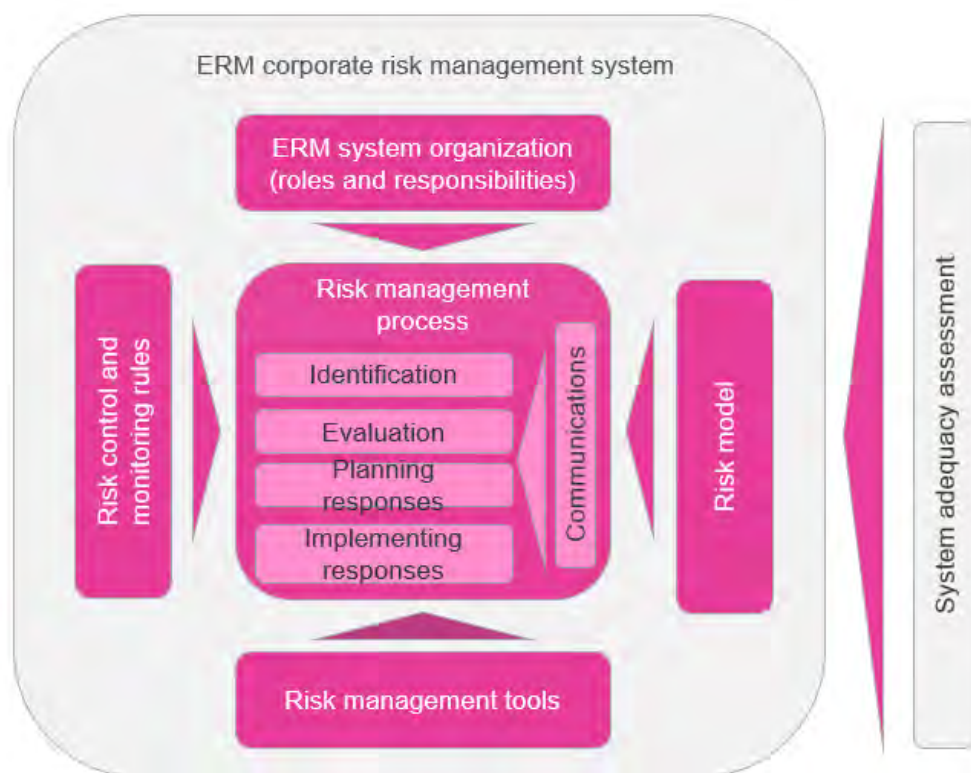 ERM corporate risk management system
ERM system organization
(roles and responsibilities)
Risk control and
monitoring rules
Risk management
process
Identification
Evaluation
Planning
responses
Implementing
responses
Communications
Risk model
Risk management tools
System adequacy assessment